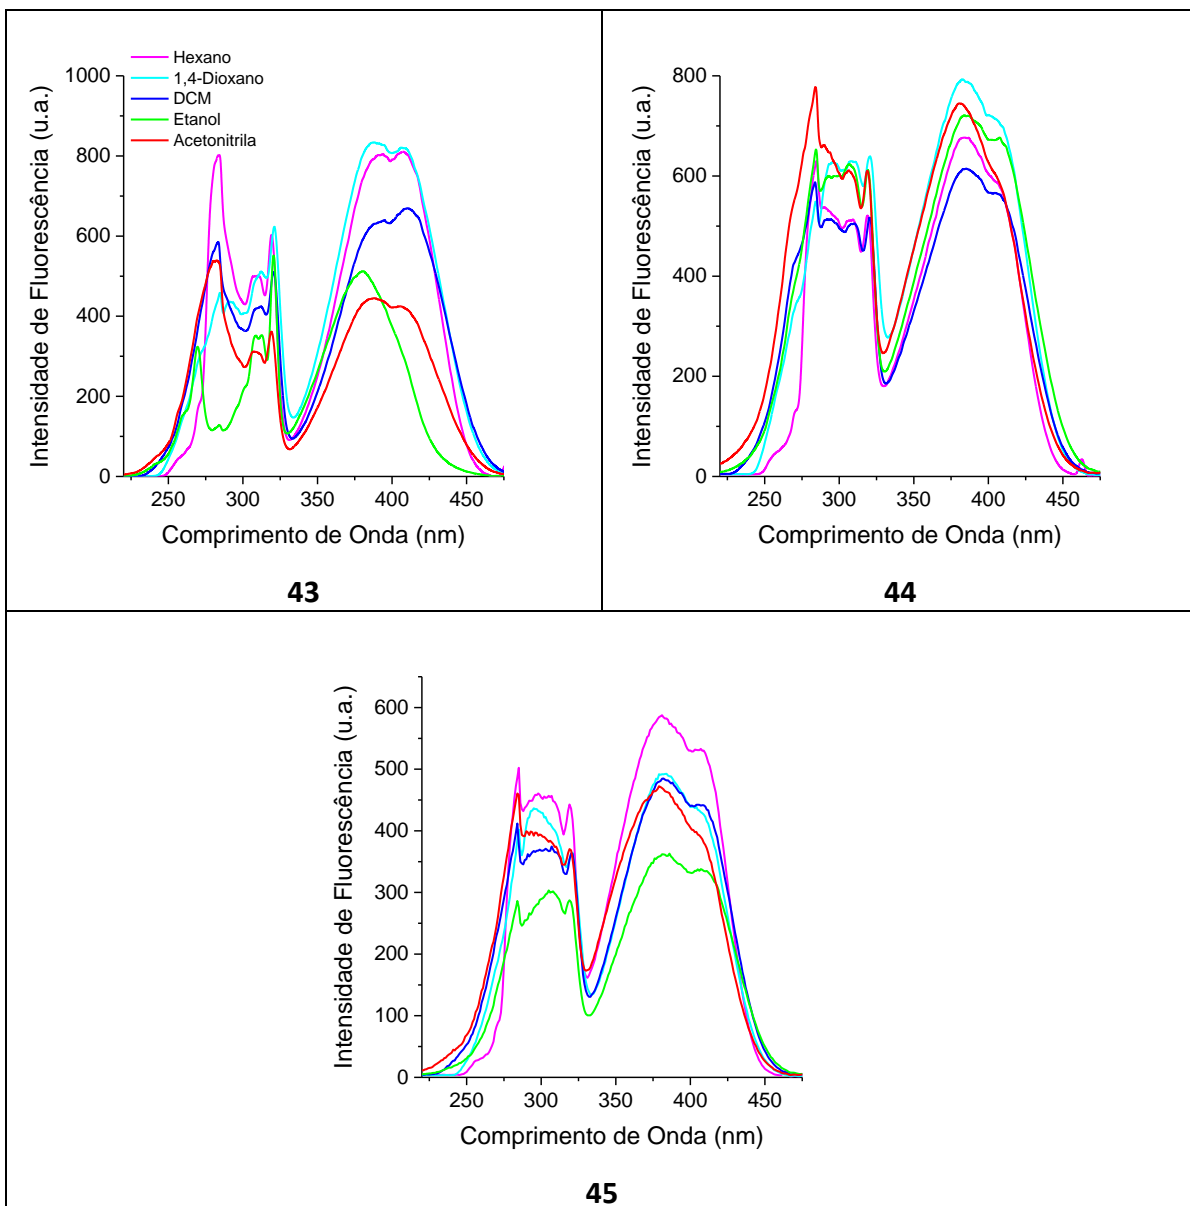 Hexano
1,4-Dioxano
DCM
Etanol
Acetonitrila
Intensidade de Fluorescência (u.a.)
1000
800
600
400
200
0
250 300 350 400 450
Comprimento de Onda (nm)
43
Intensidade de Fluorescência (u.a.)
800
600
400
200
0
250 300 350 400 450
Comprimento de Onda (nm)
44
Intensidade de Fluorescência (u.a.)
600
500
400
300
200
100
0
250 300 350 400 450
Comprimento de Onda (nm)
45